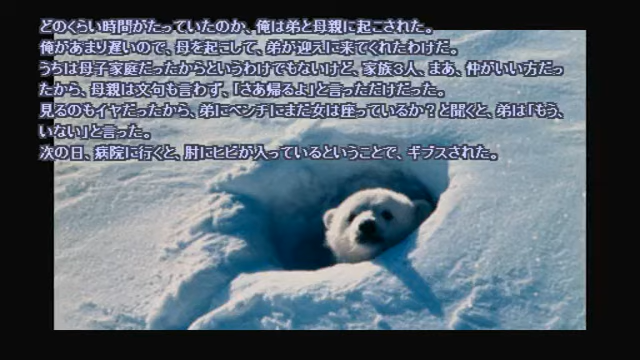 どのくらい時間がたっていたのか、俺は弟と母親に起こされた。
俺があまり遅いので、母を起こして、弟が迎えに来てくれたわけだ。
うちは母子家庭だったからというわけでもないけど、家族３人、まあ、仲がいい方だっ
たから、母親は文句も言わず、「さあ帰るよ」と言っただけだった。
見るのもイヤだったから、弟にベンチにまだ女は座っているか？と聞くと、弟は「もう、
いない」と言った。
次の日、病院に行くと、肘にヒビが入っているということで、ギブスされた。